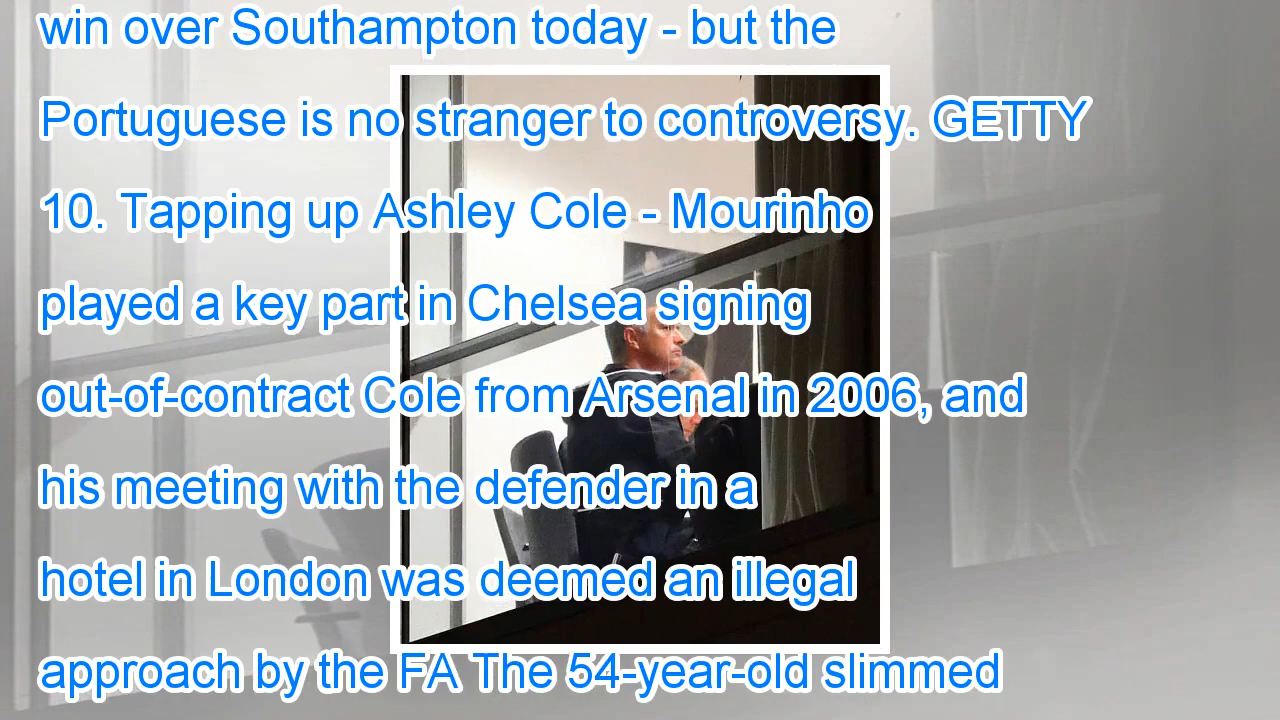 win over Southampton today - but the
Portuguese is no stranger to controversy. GETTY
10. Tapping up Ashley Cole - Mourinho
played a key part in Chelsea signing
out-of-contract Cole from Arsenal in 2006, and
his meeting with the defender in a
hotel in London was deemed an illegal
approach by the FA The 54-year-old slimmed